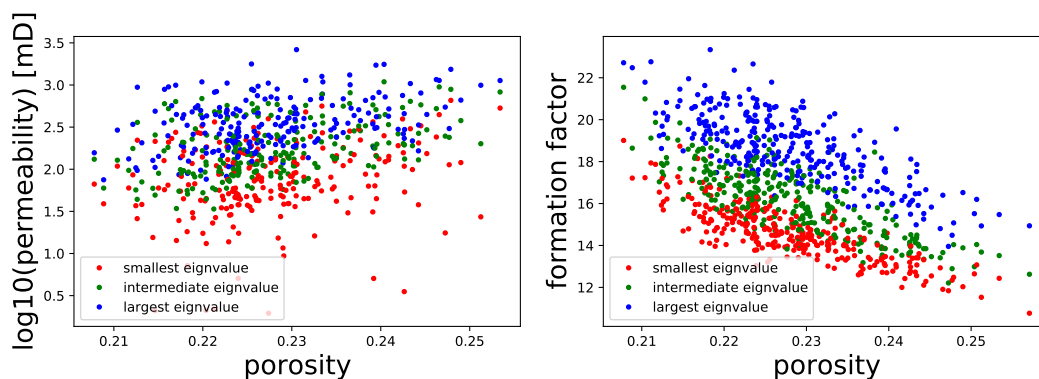 log10(permeability) [mD]
3.5
3.0
2.5
2.0
1.5
1.0
0.5
smallest eignvalue
intermediate eignvalue
largest eignvalue
0.21
0.22
0.23
0.24
0.25
porosity
formation factor
22
20
18
16
14
12
smallest eignvalue
intermediate eignvalue
largest eignvalue
0.21
0.22
0.23
0.24
0.25
porosity